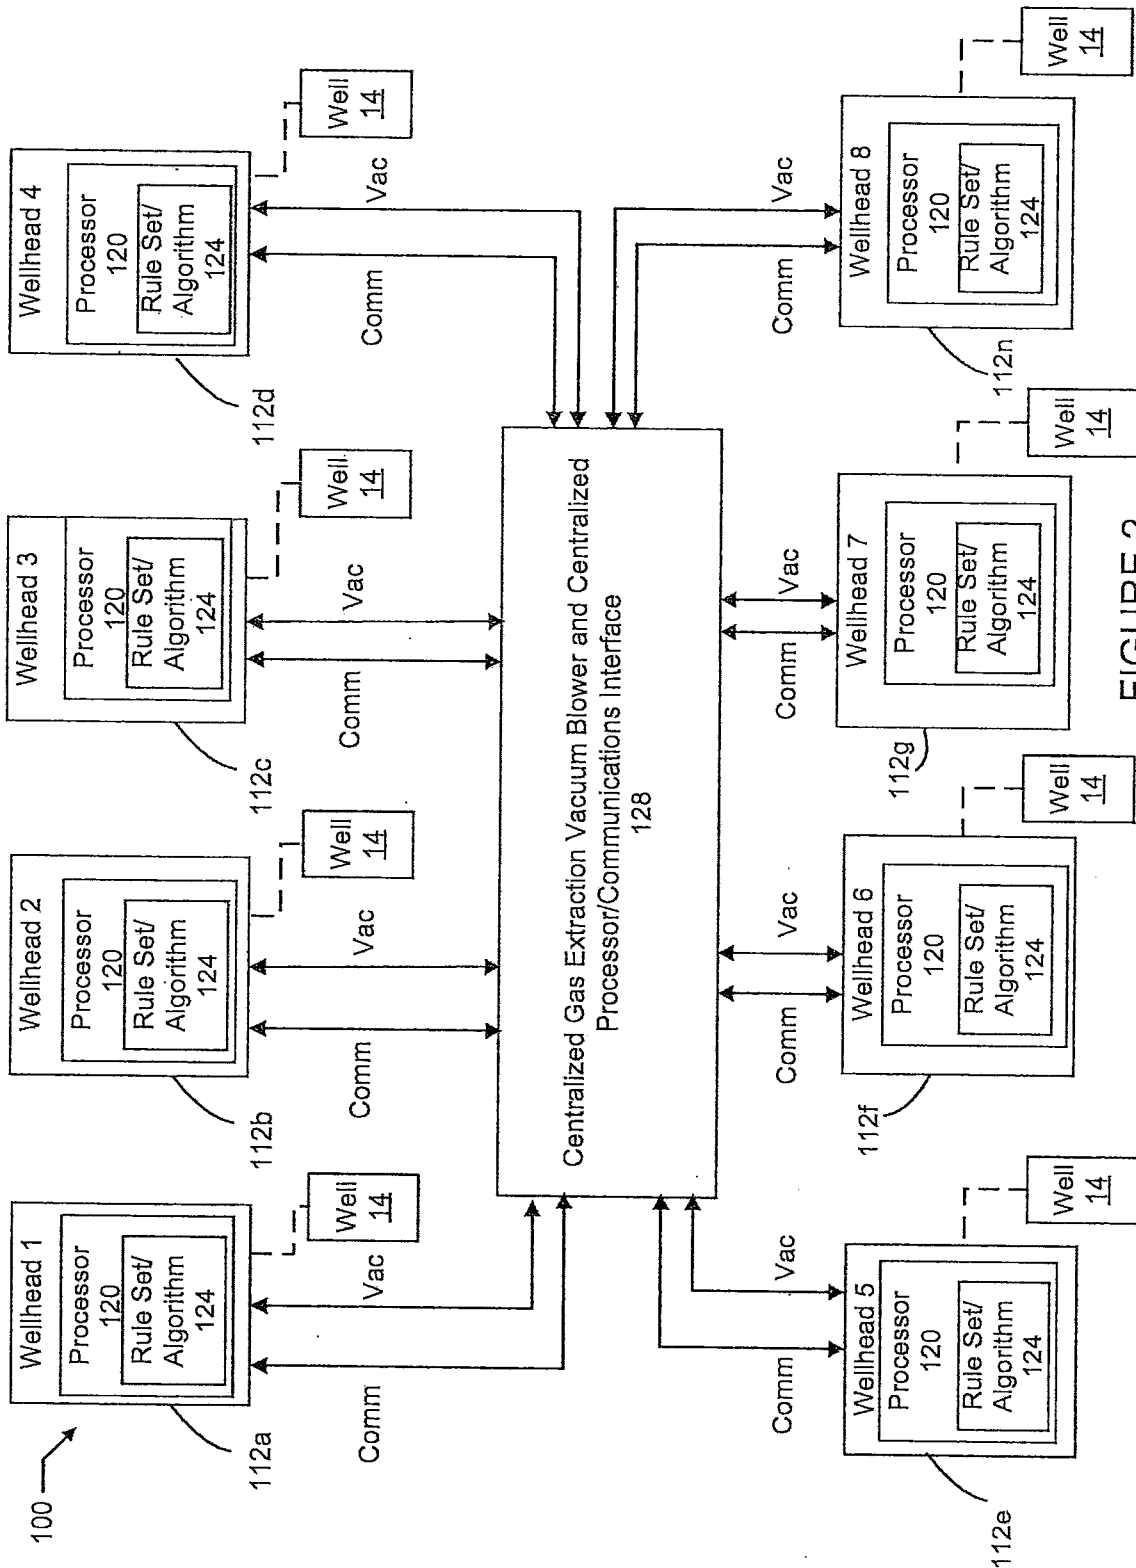 100
Wellhead 1
Processor
120
Rule Set/
Algorithm
124
112a
Well
14
Comm
Vac
Wellhead 2
Processor
120
Rule Set/
Algorithm
124
112b
Well
14
Comm
Vac
Wellhead 3
Processor
120
Rule Set/
Algorithm
124
112c
Well
14
Comm
Vac
Wellhead 4
Processor
120
Rule Set/
Algorithm
124
112d
Well
14
Comm
Vac
Centralized Gas Extraction Vacuum Blower and Centralized
Processor/Communications Interface
128
Comm
Vac
Wellhead 5
Processor
120
Rule Set/
Algorithm
124
112e
Well
14
Comm
Vac
Wellhead 6
Processor
120
Rule Set/
Algorithm
124
112f
Well
14
Comm
Vac
Wellhead 7
Processor
120
Rule Set/
Algorithm
124
112g
Well
14
Comm
Vac
Wellhead 8
Processor
120
Rule Set/
Algorithm
124
112n
Well
14
FIGURE 2